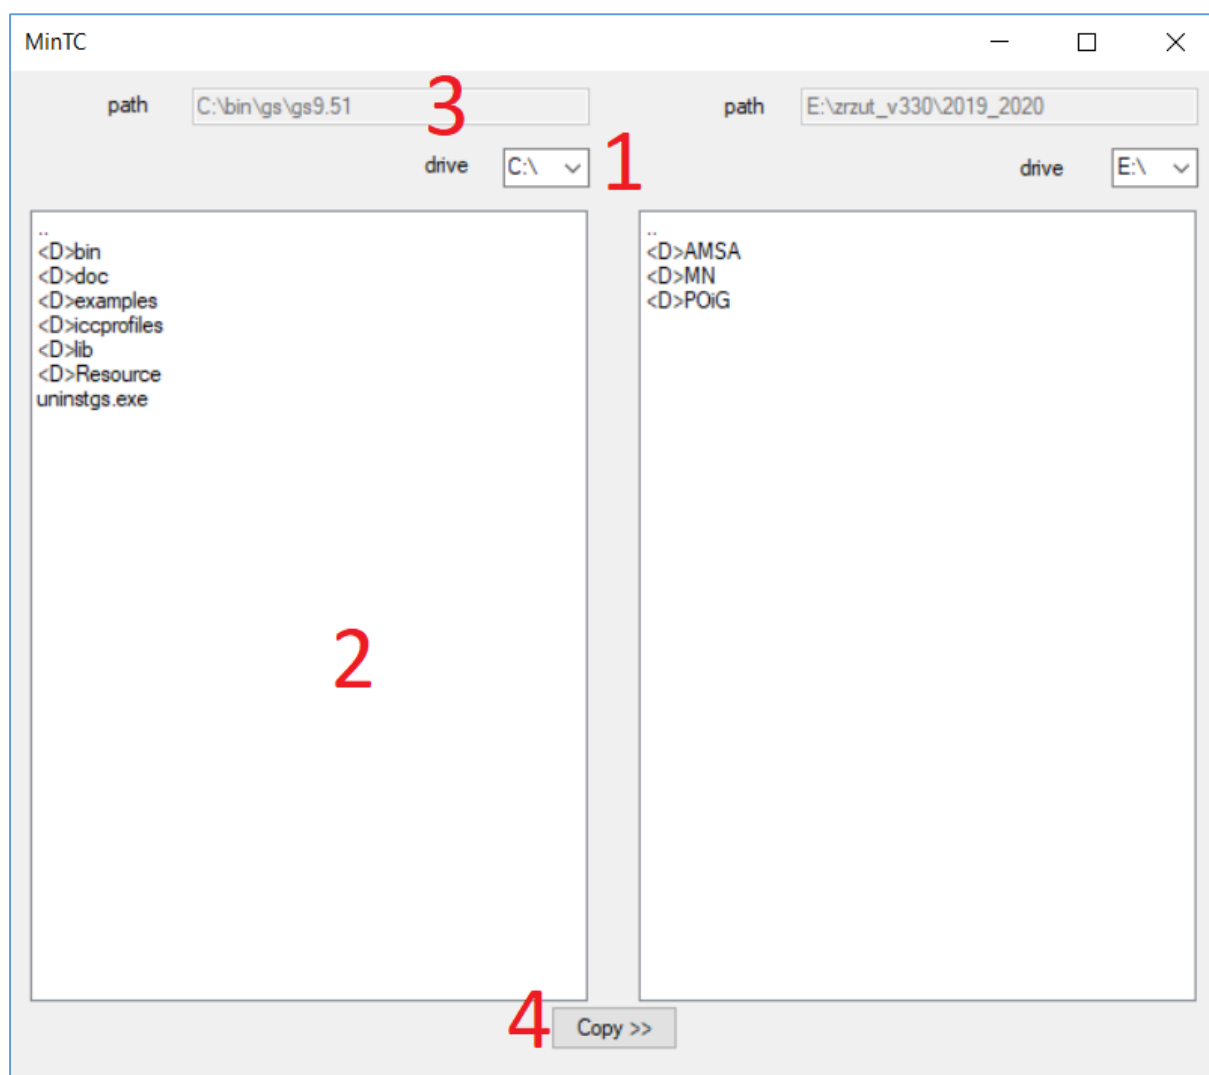 MinTC
path C:\bin\gs\gs9.51 3
path E:\zrzut_v330\2019_2020
drive C:\ 1
drive E:\
..
<D>bin
<D>doc
<D>examples
<D>iccprofiles
<D>lib
<D>Resource
uninstgs.exe
2
..
<D>AMSA
<D>MN
<D>POiG
4 Copy >>